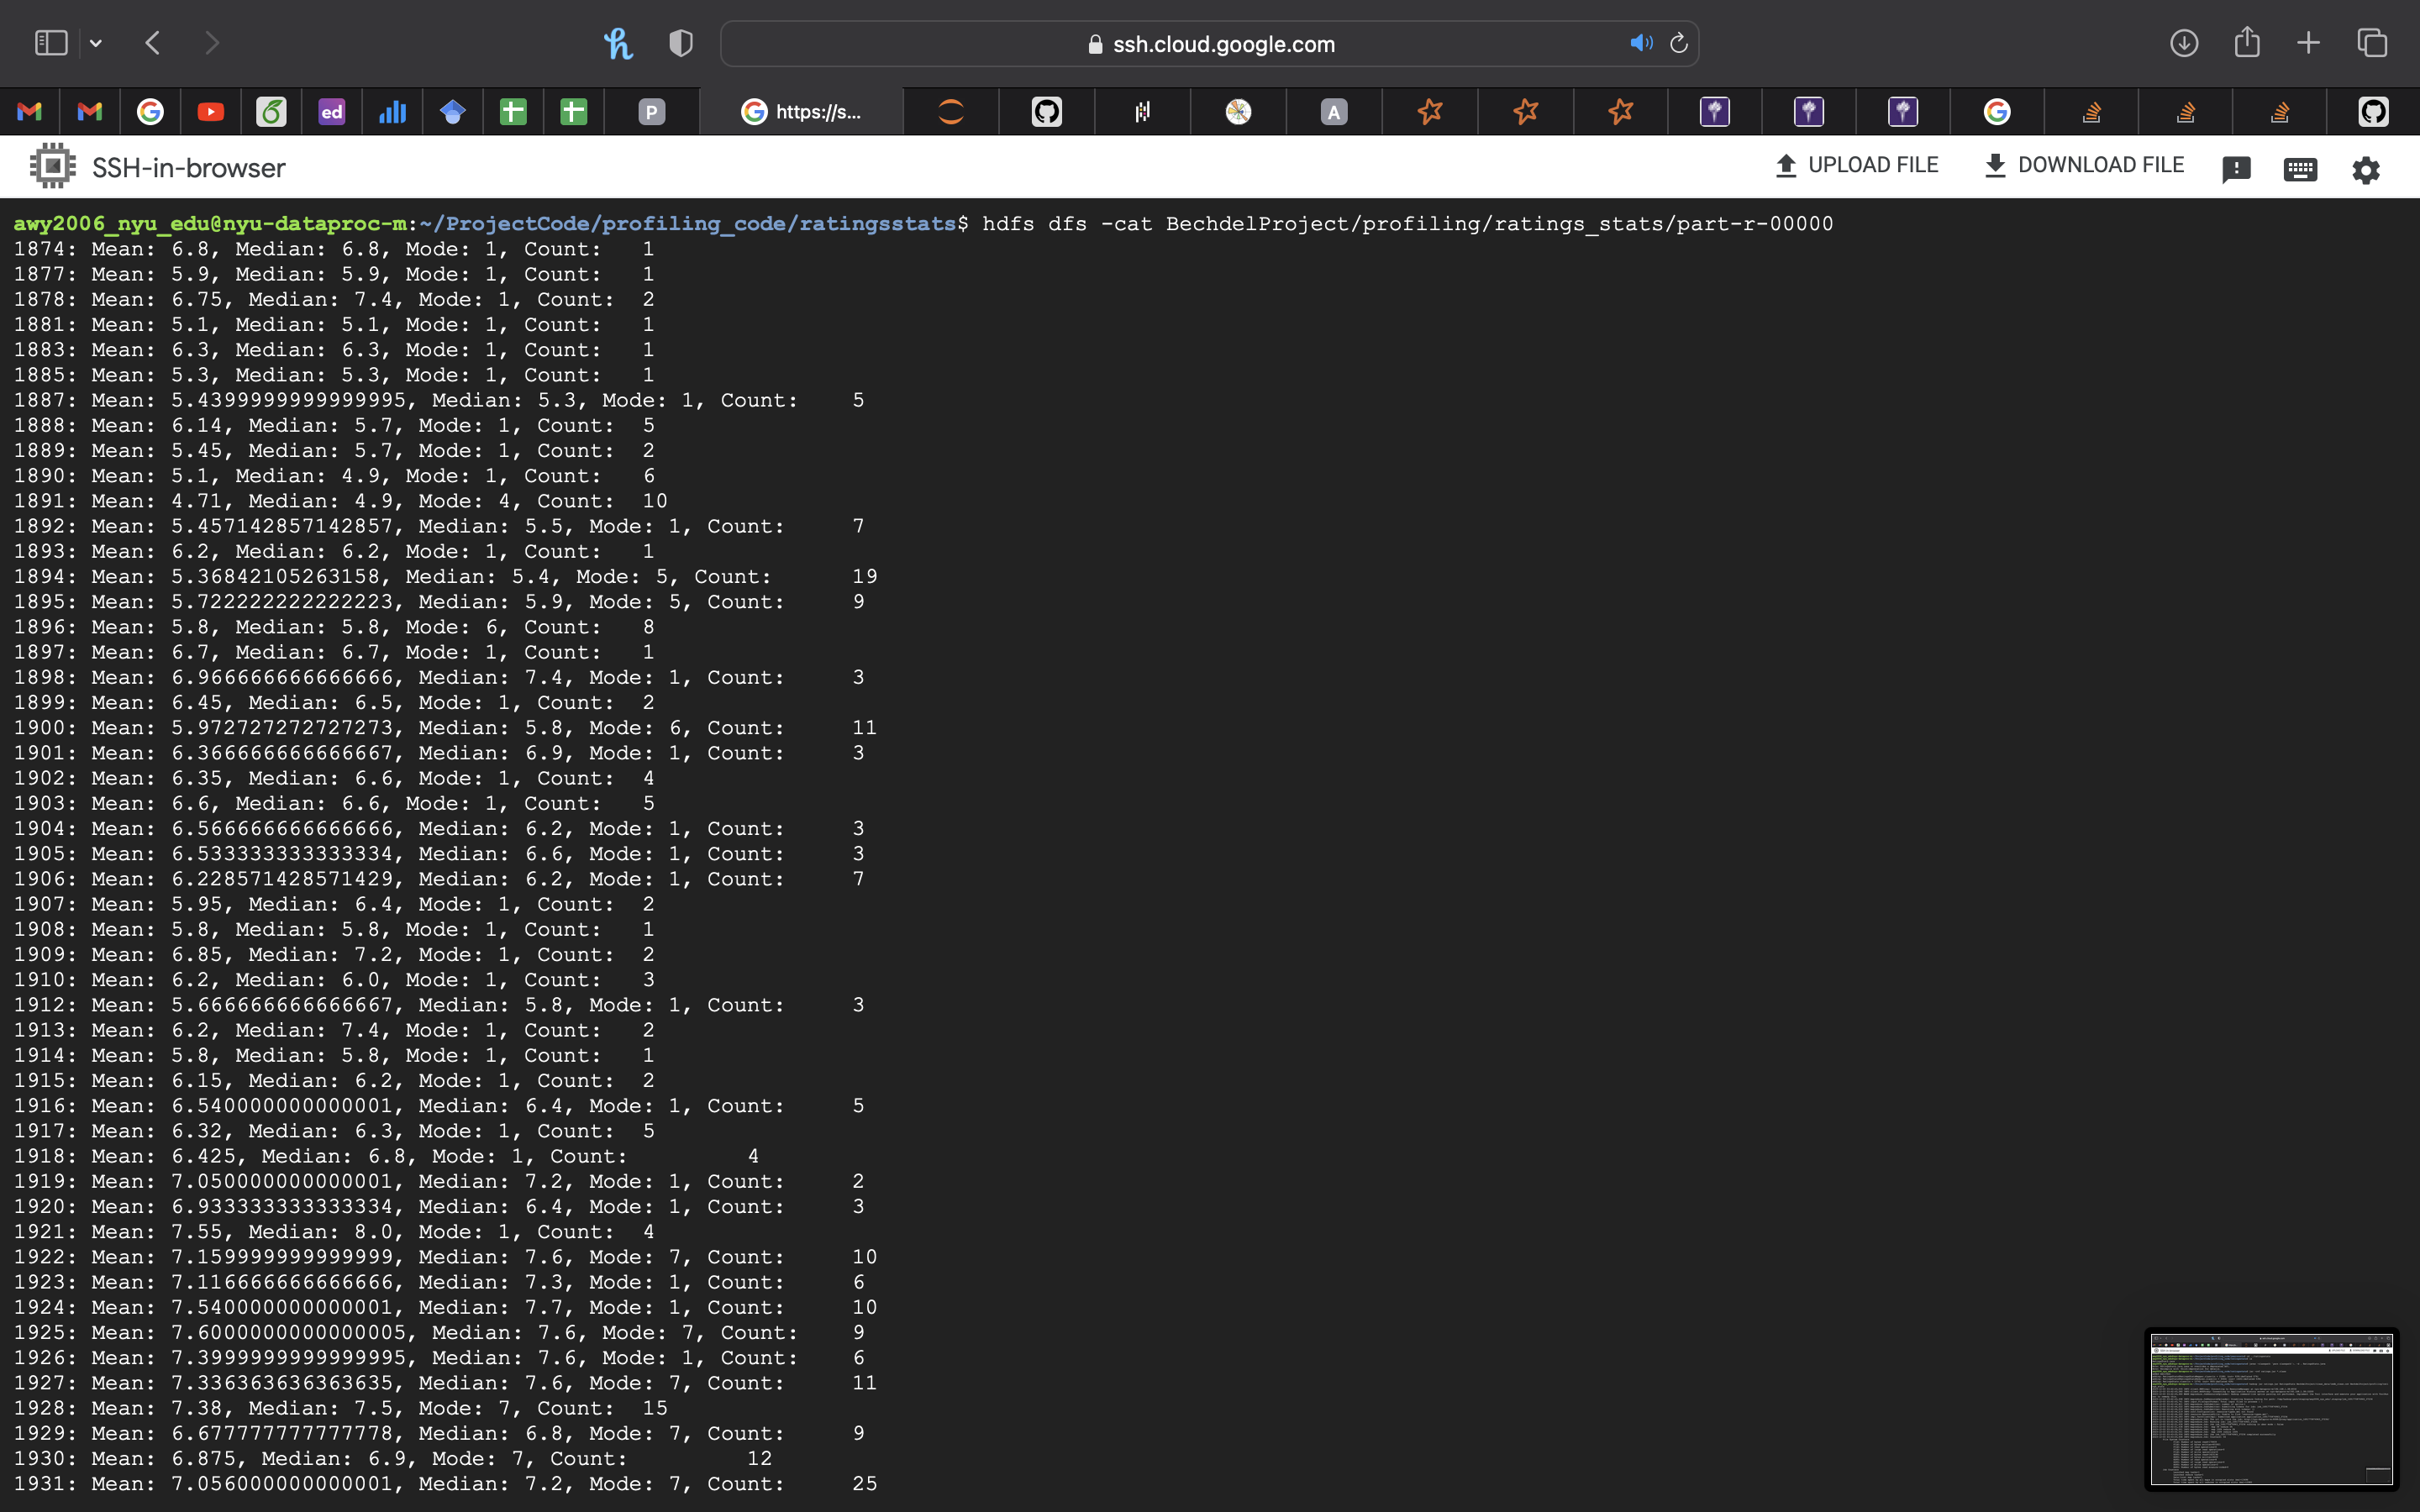 ssh.cloud.google.com
ed
P
https://s...
A
SSH-in-browser
UPLOAD FILE
DOWNLOAD FILE
awy2006_nyu_edu@nyu-dataproc-m:~/ProjectCode/profiling_code/ratingsstats$ hdfs dfs -cat BechdelProject/profiling/ratings_stats/part-r-00000
1874: Mean: 6.8, Median: 6.8, Mode: 1, Count: 1
1877: Mean: 5.9, Median: 5.9, Mode: 1, Count: 1
1878: Mean: 6.75, Median: 7.4, Mode: 1, Count: 2
1881: Mean: 5.1, Median: 5.1, Mode: 1, Count: 1
1883: Mean: 6.3, Median: 6.3, Mode: 1, Count: 1
1885: Mean: 5.3, Median: 5.3, Mode: 1, Count: 1
1887: Mean: 5.4399999999999995, Median: 5.3, Mode: 1, Count: 5
1888: Mean: 6.14, Median: 5.7, Mode: 1, Count: 5
1889: Mean: 5.45, Median: 5.7, Mode: 1, Count: 2
1890: Mean: 5.1, Median: 4.9, Mode: 1, Count: 6
1891: Mean: 4.71, Median: 4.9, Mode: 4, Count: 10
1892: Mean: 5.457142857142857, Median: 5.5, Mode: 1, Count: 7
1893: Mean: 6.2, Median: 6.2, Mode: 1, Count: 1
1894: Mean: 5.36842105263158, Median: 5.4, Mode: 5, Count: 19
1895: Mean: 5.722222222222223, Median: 5.9, Mode: 5, Count: 9
1896: Mean: 5.8, Median: 5.8, Mode: 6, Count: 8
1897: Mean: 6.7, Median: 6.7, Mode: 1, Count: 1
1898: Mean: 6.966666666666666, Median: 7.4, Mode: 1, Count: 3
1899: Mean: 6.45, Median: 6.5, Mode: 1, Count: 2
1900: Mean: 5.972727272727273, Median: 5.8, Mode: 6, Count: 11
1901: Mean: 6.366666666666667, Median: 6.9, Mode: 1, Count: 3
1902: Mean: 6.35, Median: 6.6, Mode: 1, Count: 4
1903: Mean: 6.6, Median: 6.6, Mode: 1, Count: 5
1904: Mean: 6.566666666666666, Median: 6.2, Mode: 1, Count: 3
1905: Mean: 6.533333333333334, Median: 6.6, Mode: 1, Count: 3
1906: Mean: 6.228571428571429, Median: 6.2, Mode: 1, Count: 7
1907: Mean: 5.95, Median: 6.4, Mode: 1, Count: 2
1908: Mean: 5.8, Median: 5.8, Mode: 1, Count: 1
1909: Mean: 6.85, Median: 7.2, Mode: 1, Count: 2
1910: Mean: 6.2, Median: 6.0, Mode: 1, Count: 3
1912: Mean: 5.666666666666667, Median: 5.8, Mode: 1, Count: 3
1913: Mean: 6.2, Median: 7.4, Mode: 1, Count: 2
1914: Mean: 5.8, Median: 5.8, Mode: 1, Count: 1
1915: Mean: 6.15, Median: 6.2, Mode: 1, Count: 2
1916: Mean: 6.540000000000001, Median: 6.4, Mode: 1, Count: 5
1917: Mean: 6.32, Median: 6.3, Mode: 1, Count: 5
1918: Mean: 6.425, Median: 6.8, Mode: 1, Count: 4
1919: Mean: 7.050000000000001, Median: 7.2, Mode: 1, Count: 2
1920: Mean: 6.933333333333334, Median: 6.4, Mode: 1, Count: 3
1921: Mean: 7.55, Median: 8.0, Mode: 1, Count: 4
1922: Mean: 7.159999999999999, Median: 7.6, Mode: 7, Count: 10
1923: Mean: 7.116666666666666, Median: 7.3, Mode: 1, Count: 6
1924: Mean: 7.540000000000001, Median: 7.7, Mode: 1, Count: 10
1925: Mean: 7.6000000000000005, Median: 7.6, Mode: 7, Count: 9
1926: Mean: 7.3999999999999995, Median: 7.6, Mode: 1, Count: 6
1927: Mean: 7.336363636363635, Median: 7.6, Mode: 7, Count: 11
1928: Mean: 7.38, Median: 7.5, Mode: 7, Count: 15
1929: Mean: 6.677777777777778, Median: 6.8, Mode: 7, Count: 9
1930: Mean: 6.875, Median: 6.9, Mode: 7, Count: 12
1931: Mean: 7.056000000000001, Median: 7.2, Mode: 7, Count: 25